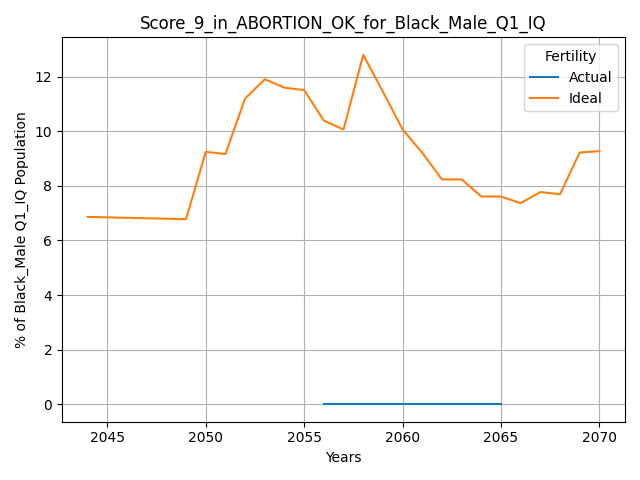 Score_9_in_ABORTION_OK_for_Black_Male_Q1_IQ
% of Black_Male Q1_IQ Population
12
10
8
6
4
2
0
Fertility
Actual
Ideal
2045 2050 2055 2060 2065 2070
Years